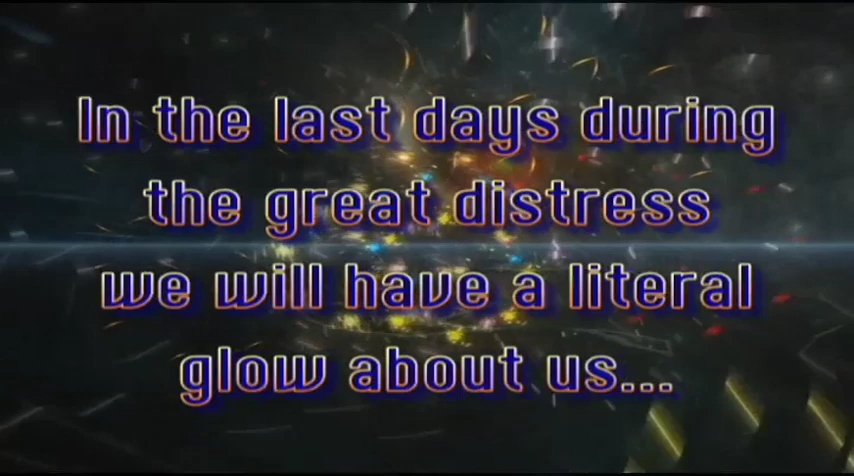 In the last days during
the great distress
we will have a literal
glow about us...